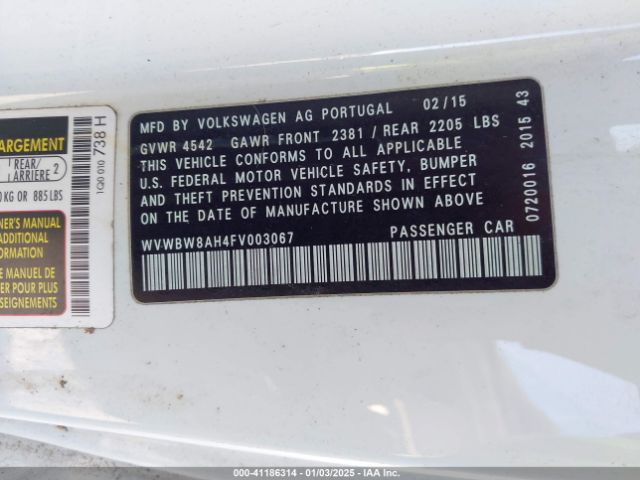 ARGEMENT
REAR/
ARRIERE 2
KG OR 885 LBS
NER'S MANUAL
ADDITIONAL
FORMATION
E MANUEL DE
IRE POUR PLUS
SEIGNEMENTS
1Q0 010 738 H
MFD BY VOLKSWAGEN AG PORTUGAL 02/15
GVWR 4542 GAWR FRONT 2381 / REAR 2205 LBS
THIS VEHICLE CONFORMS TO ALL APPLICABLE
U.S. FEDERAL MOTOR VEHICLE SAFETY, BUMPER
AND THEFT PREVENTION STANDARDS IN EFFECT
ON THE DATE OF MANUFACTURE SHOWN ABOVE
WVWBW8AH4FV003067 PASSENGER CAR
0720016 2015 43
000-41186314 - 01/03/2025 - IAA Inc.